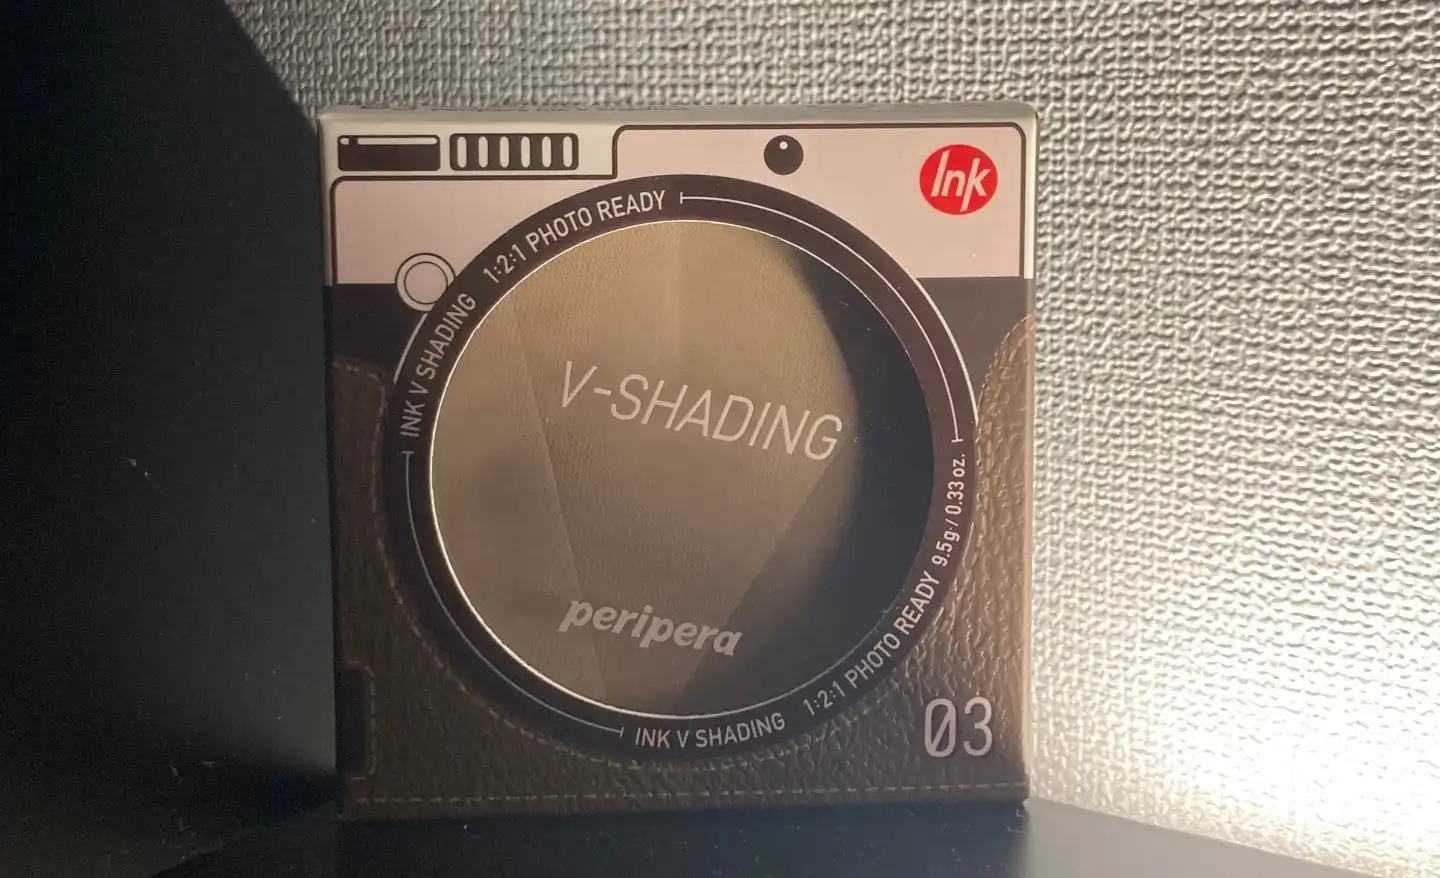 Ink
INK V SHADING 1:2:1 PHOTO READY
V-SHADING
peripera
INK V SHADING 1:2:1 PHOTO READY 9.5g / 0.33 oz.
03